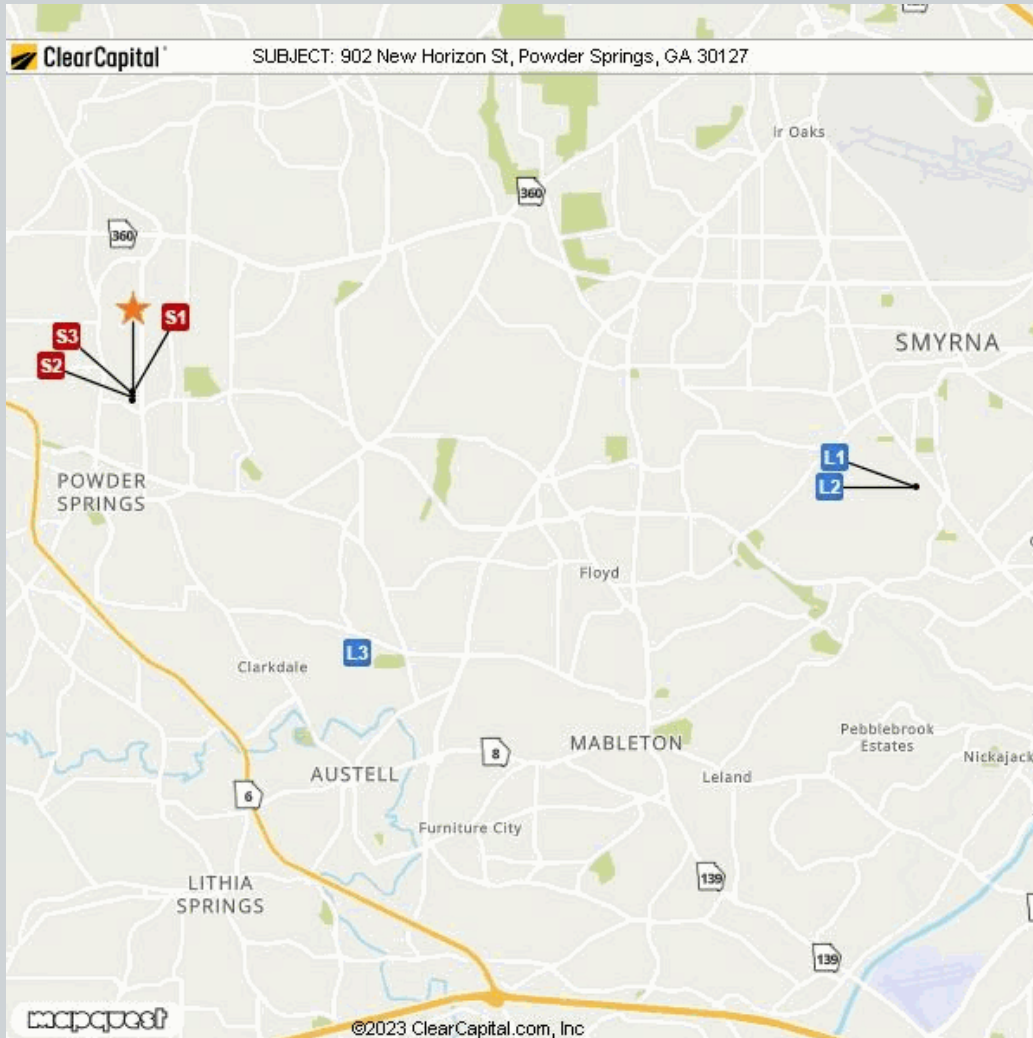 ClearCapital
SUBJECT: 902 New Horizon St, Powder Springs, GA 30127
Ir Oaks
360
360
S1
S3
S2
SMYRNA
L1
L2
POWDER
SPRINGS
Floyd
L3
Clarkdale
Pebblebrook
Estates
MABLETON
8
Nickajack
AUSTELL
Leland
6
Furniture City
139
LITHIA
SPRINGS
139
mapquest
©2023 ClearCapital.com, Inc